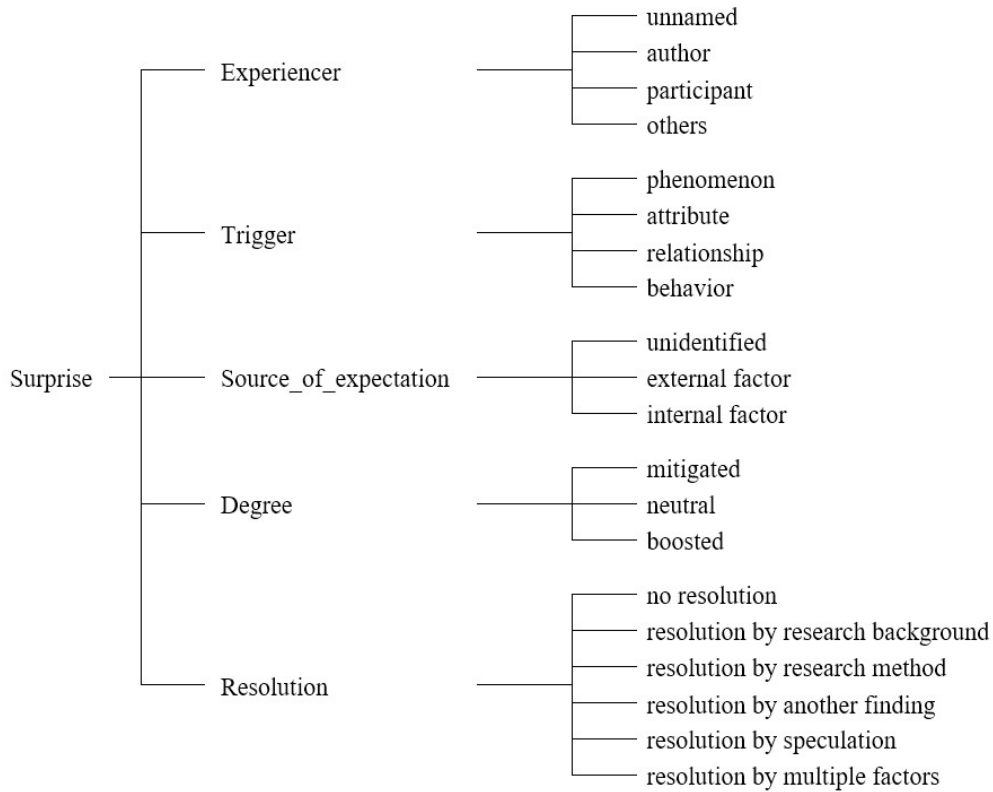 Surprise
Experiencer
unnamed
author
participant
others
Trigger
phenomenon
attribute
relationship
behavior
Source_of_expectation
unidentified
external factor
internal factor
Degree
mitigated
neutral
boosted
Resolution
no resolution
resolution by research background
resolution by research method
resolution by another finding
resolution by speculation
resolution by multiple factors